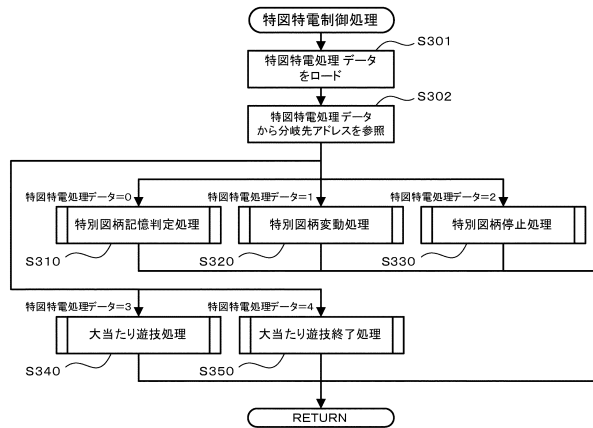 特図特電制御処理
S301
特図特電処理データ
をロード
S302
特図特電処理データ
から分岐先アドレスを参照
特図特電処理データ=0
特図特電処理データ=1
特図特電処理データ=2
特別図柄記憶判定処理
特別図柄変動処理
特別図柄停止処理
S310
S320
S330
特図特電処理データ=3
特図特電処理データ=4
大当たり遊技処理
大当たり遊技終了処理
S340
S350
RETURN